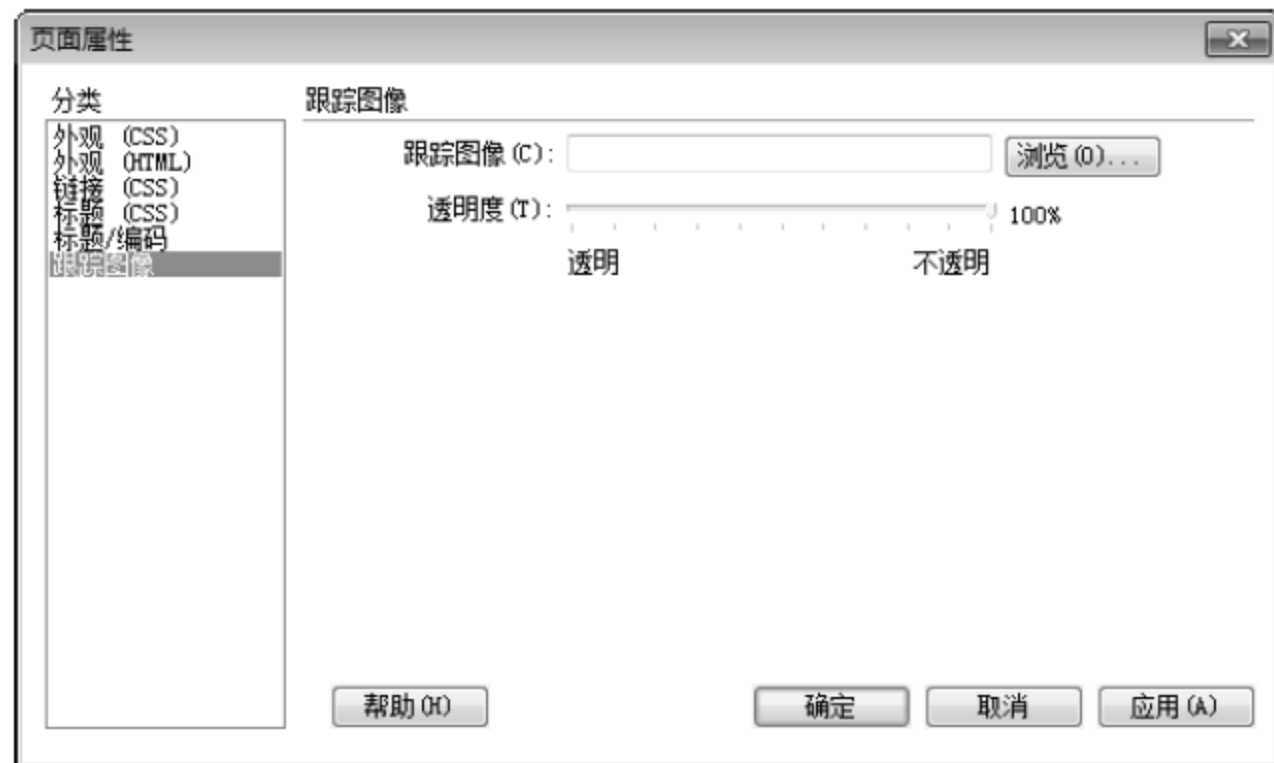 页面属性
分类
外观 (CSS)
外观 (HTML)
链接 (CSS)
标题 (CSS)
标题/编码
跟踪图像
跟踪图像
跟踪图像(C):
浏览(O)...
透明度(T):
100%
透明
不透明
帮助(H)
确定
取消
应用(A)